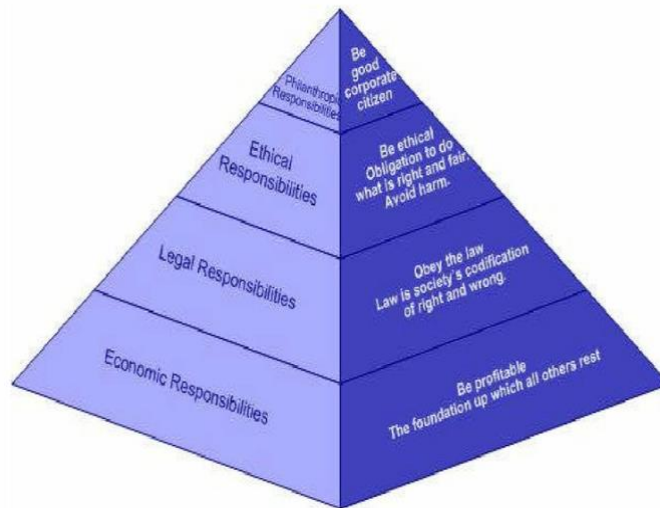 Philanthropic
Responsibilities
Be
good
corporate
citizen
Ethical
Responsibilities
Be ethical
Obligation to do
what is right and fair.
Avoid harm.
Legal Responsibilities
Obey the law
Law is society's codification
of right and wrong.
Economic Responsibilities
Be profitable
The foundation up which all others rest